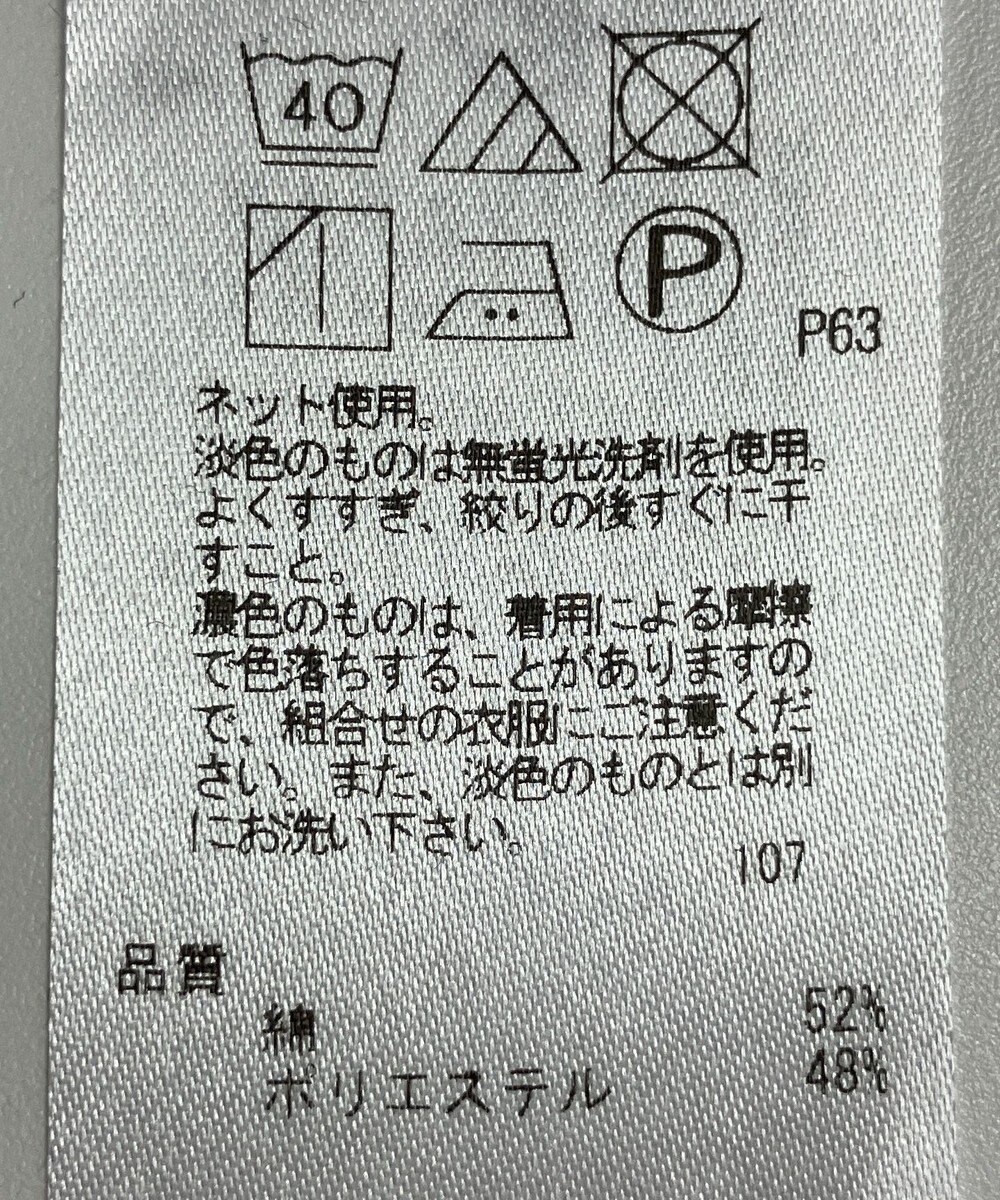 40
P
P63
ネット使用。
淡色のものは無蛍光洗剤を使用。
よくすすぎ、絞りの後すぐに干
すこと。
濃色のものは、着用による摩擦
で色落ちすることがありますの
で、組合せの衣服にご注意くだ
さい。また、淡色のものとは別
にお洗い下さい。
107
品質
綿 52%
ポリエステル 48%